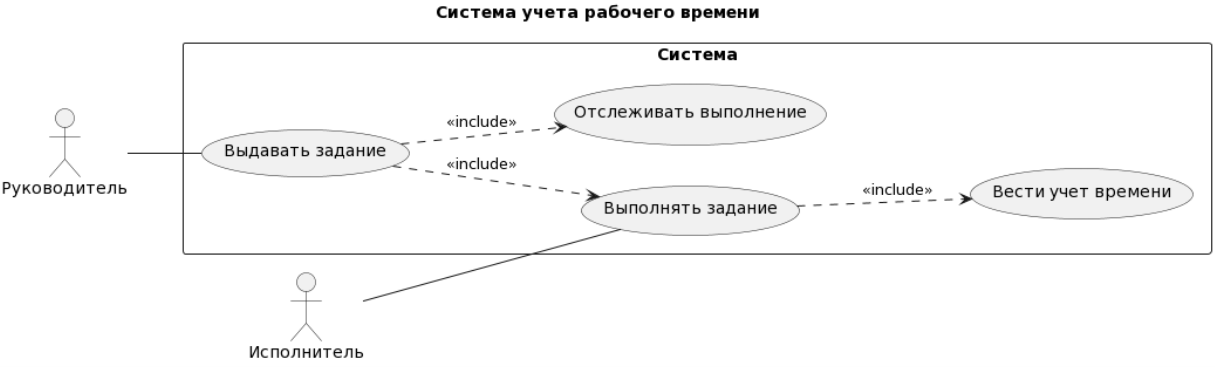 Система учета рабочего времени
Система
Отслеживать выполнение
«include»
Выдавать задание
«include»
Руководитель
Выполнять задание
«include»
Вести учет времени
Исполнитель